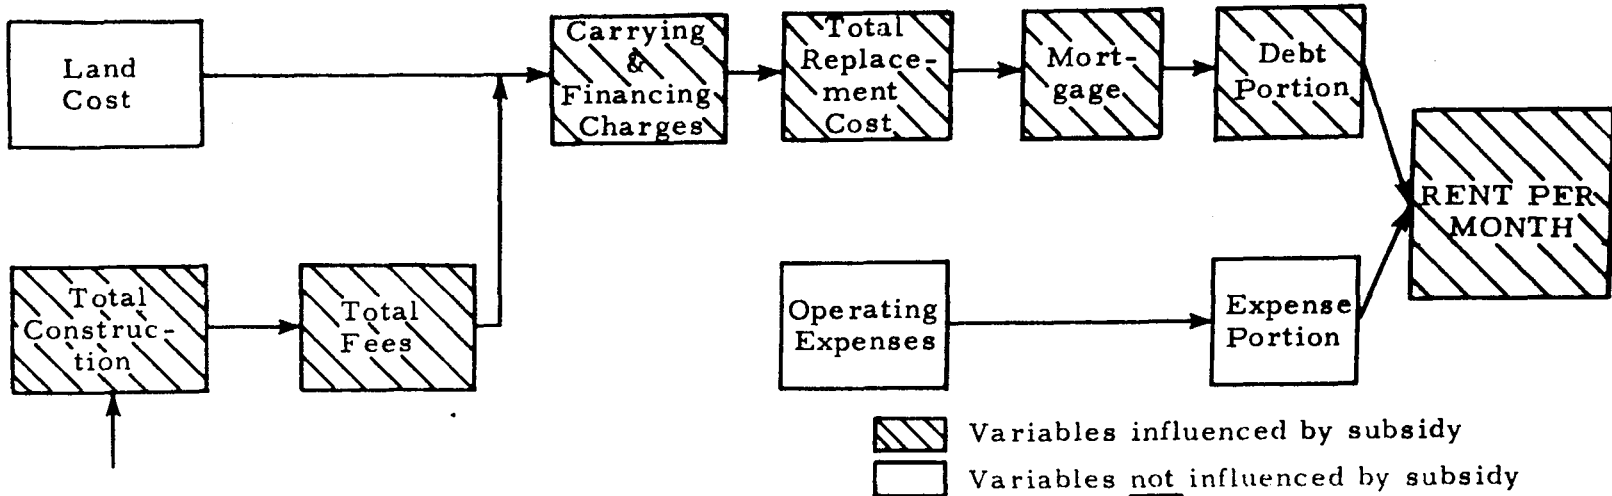 Land
Cost
Carrying
&
Financing
Charges
Total
Replace-
ment
Cost
Mort-
gage
Debt
Portion
RENT PER
MONTH
Total
Construc-
tion
Total
Fees
Operating
Expenses
Expense
Portion
Variables influenced by subsidy
Variables not influenced by subsidy